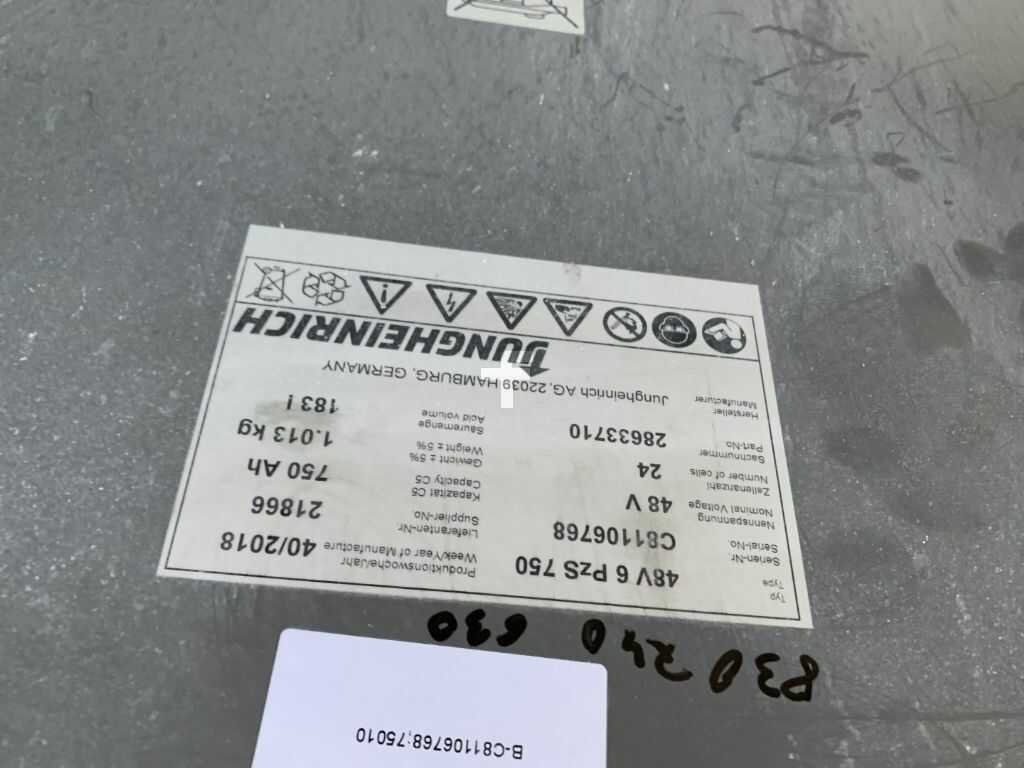 B-C81106768;75010
830 740 630
Typ
Type
48V 6 PzS 750
Produktionswoche/Jahr
Week/Year of Manufacture
40/2018
Serien-Nr.
Serial-No.
C81106768
Lieferanten-Nr.
Supplier-No.
21866
Nennspannung
Nominal Voltage
48 V
Kapazität C5
Capacity C5
750 Ah
Zellenanzahl
Number of cells
24
Gewicht ± 5%
Weight ± 5%
1.013 kg
Sachnummer
Part-No.
28633710
Säuremenge
Acid volume
183 l
Hersteller
Manufacturer
Jungheinrich AG, 22039 HAMBURG, GERMANY
JUNGHEINRICH